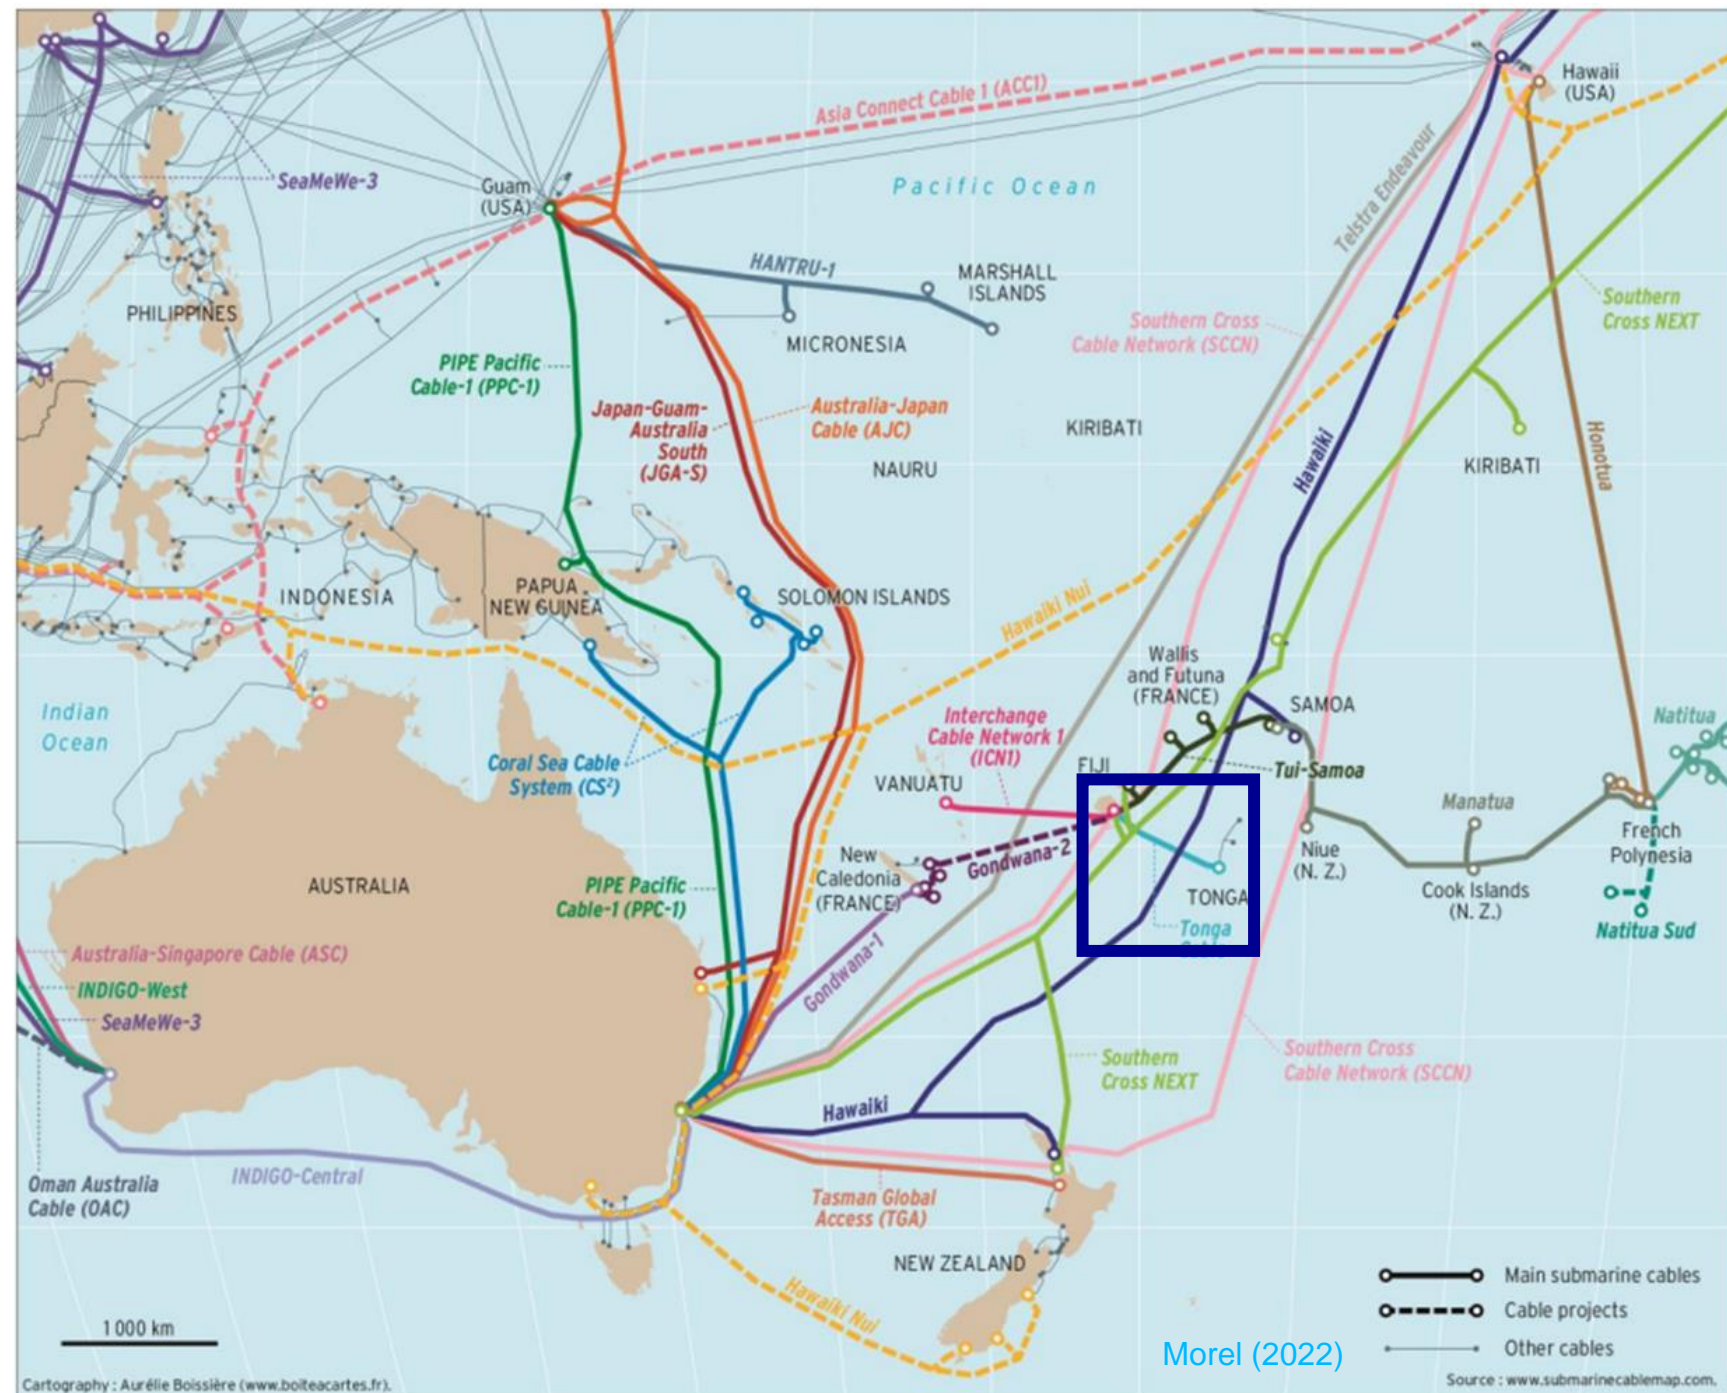 Asia Connect Cable 1 (ACC1)
Hawaii
(USA)
Telstra Endeavour
SeaMeWe-3
Guam
(USA)
Pacific Ocean
HANTRU-1
MARSHALL
ISLANDS
PHILIPPINES
MICRONESIA
Southern Cross
Cable Network (SCCN)
Southern
Cross NEXT
PIPE Pacific
Cable-1 (PPC-1)
Japan-Guam-
Australia
South
(JGA-S)
Australia-Japan
Cable (AJC)
KIRIBATI
NAURU
Hawaiki
KIRIBATI
Honotua
INDONESIA
PAPUA
NEW GUINEA
SOLOMON ISLANDS
Hawaiki Nui
Wallis
and Futuna
(FRANCE)
SAMOA
Indian
Ocean
Interchange
Cable Network 1
(ICN1)
Natitua
Coral Sea Cable
System (CS²)
VANUATU
FIJI
Tui-Samoa
Manatua
New
Caledonia
(FRANCE)
Gondwana-2
TONGA
Niue
(N. Z.)
French
Polynesia
Cook Islands
(N. Z.)
AUSTRALIA
PIPE Pacific
Cable-1 (PPC-1)
Tonga
Natitua Sud
Australia-Singapore Cable (ASC)
INDIGO-West
SeaMeWe-3
Gondwana-1
Southern
Cross NEXT
Southern Cross
Cable Network (SCCN)
Hawaiki
Oman Australia
Cable (OAC)
INDIGO-Central
Tasman Global
Access (TGA)
NEW ZEALAND
Hawaiki Nui
Main submarine cables
Cable projects
Other cables
1 000 km
Morel (2022)
Cartography : Aurélie Boissière (www.boiteacartes.fr).
Source : www.submarinecablemap.com.